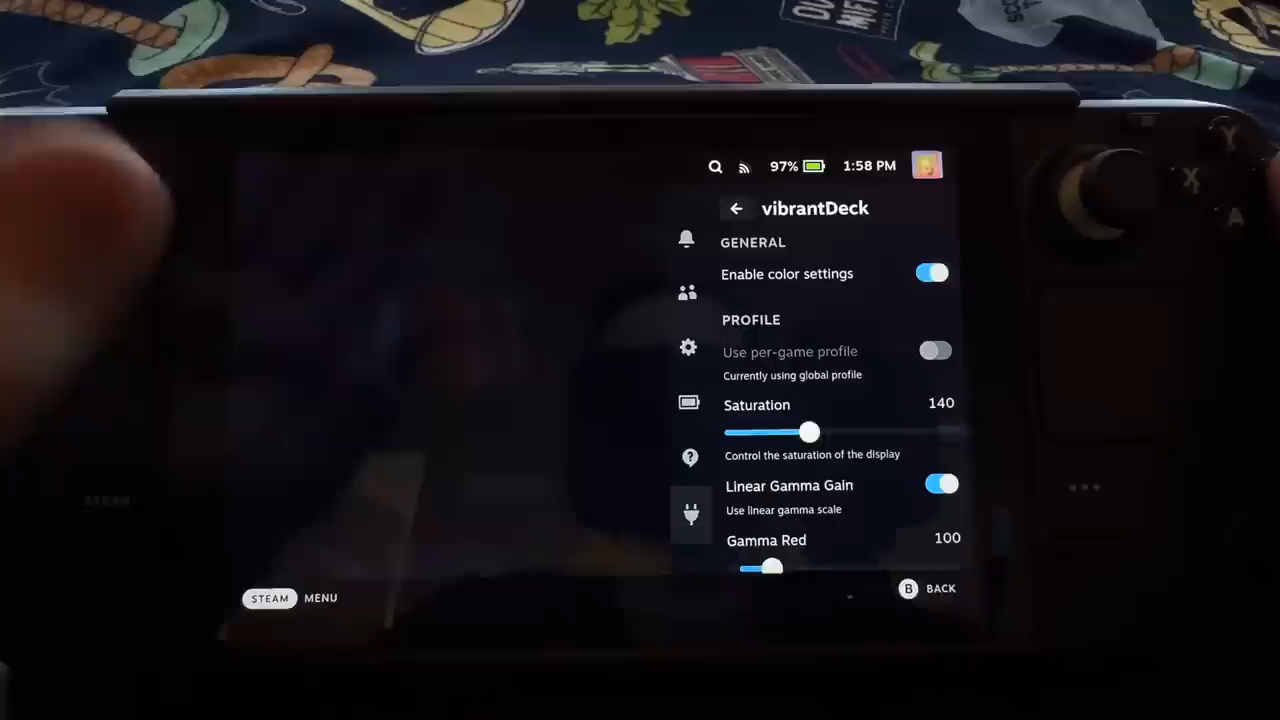 97% 1:58 PM
vibrantDeck
GENERAL
Enable color settings
PROFILE
Use per-game profile
Currently using global profile
Saturation 140
Control the saturation of the display
Linear Gamma Gain
Use linear gamma scale
Gamma Red 100
STEAM MENU
B BACK
STEAM
Y
X
A